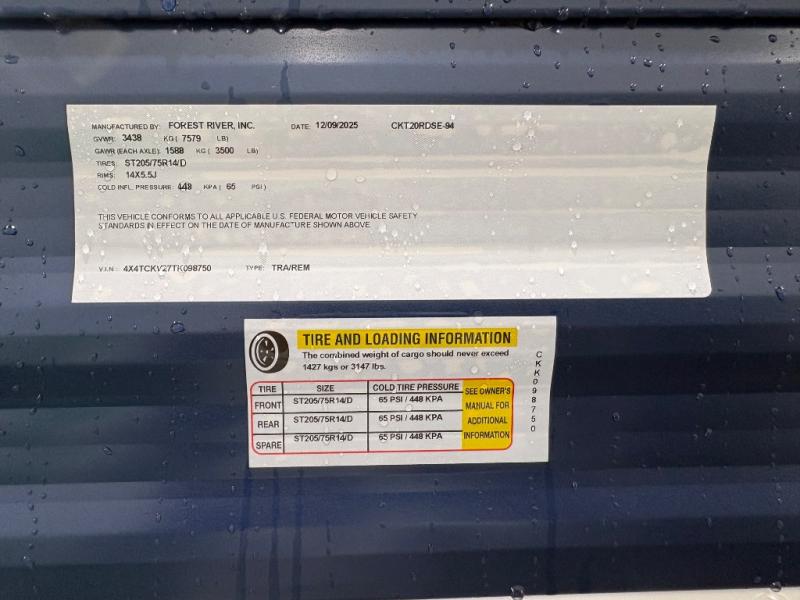 MANUFACTURED BY: FOREST RIVER, INC. DATE: 12/09/2025 CKT20RDSE-94
GVWR: 3438 KG ( 7579 LB)
GAWR (EACH AXLE): 1588 KG ( 3500 LB)
TIRES: ST205/75R14/D
RIMS: 14X5.5J
COLD INFL. PRESSURE: 448 KPA ( 65 PSI )
THIS VEHICLE CONFORMS TO ALL APPLICABLE U.S. FEDERAL MOTOR VEHICLE SAFETY
STANDARDS IN EFFECT ON THE DATE OF MANUFACTURE SHOWN ABOVE
V.I.N.: 4X4TCKV27TK098750 TYPE: TRA/REM
TIRE AND LOADING INFORMATION
The combined weight of cargo should never exceed
1427 kgs or 3147 lbs.
TIRE SIZE COLD TIRE PRESSURE
FRONT ST205/75R14/D 65 PSI / 448 KPA
REAR ST205/75R14/D 65 PSI / 448 KPA
SPARE ST205/75R14/D 65 PSI / 448 KPA
SEE OWNER'S
MANUAL FOR
ADDITIONAL
INFORMATION
CKK098750